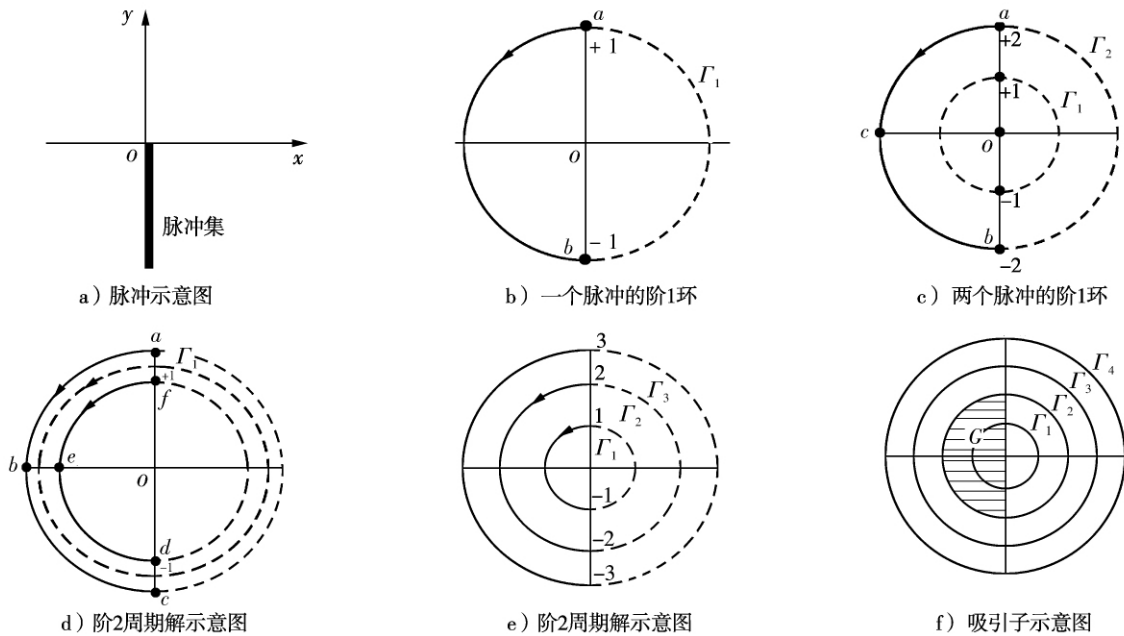 y
O
x
脉冲集
a）脉冲示意图
a
+ 1
Γ1
O
b
- 1
b）一个脉冲的阶1环
a
+2
Γ2
+1
Γ1
c
O
-1
b
-2
c）两个脉冲的阶1环
a
Γ1
+1
f
b
e
O
d
-1
c
d）阶2周期解示意图
3
2
Γ3
1
Γ2
Γ1
-1
-2
-3
e）阶2周期解示意图
Γ4
Γ3
Γ2
G
Γ1
f）吸引子示意图